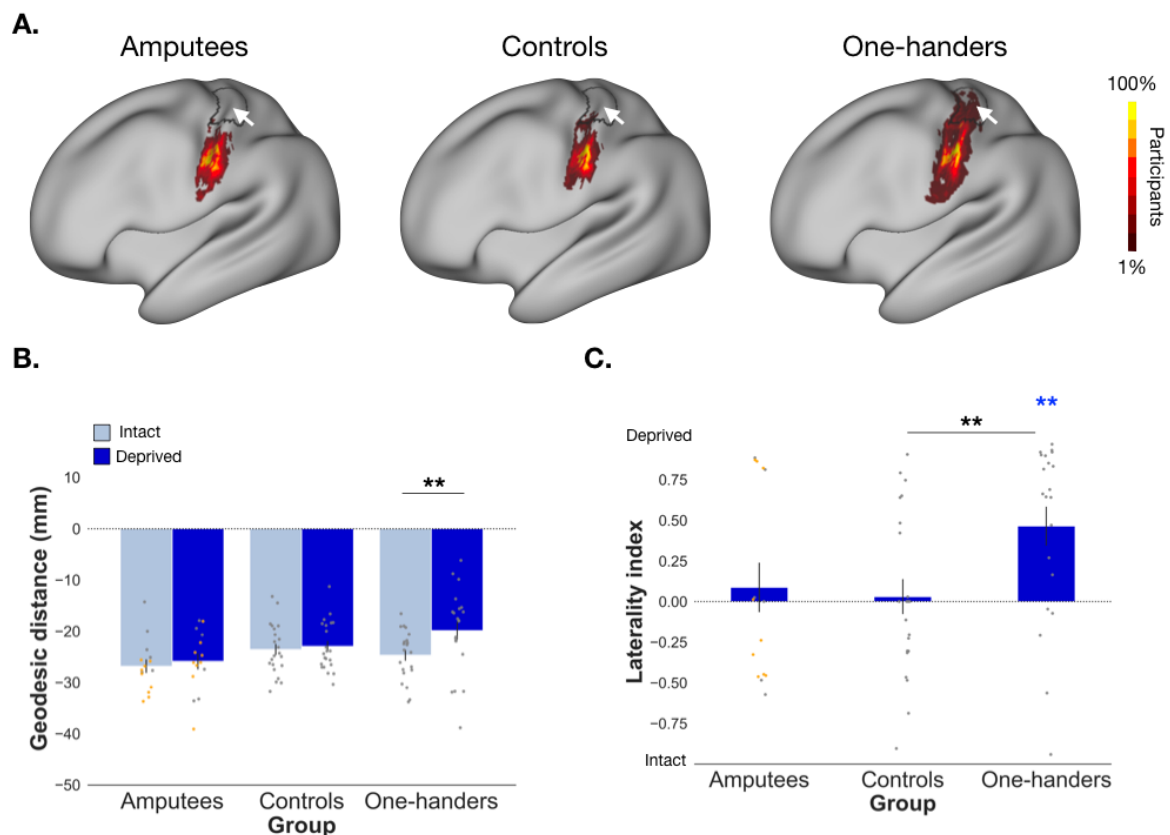 A.
Amputees
Controls
One-handers
100%
Participants
1%
B.
Intact
Deprived
**
10
0
−10
−20
−30
−40
−50
Geodesic distance (mm)
Amputees
Controls
One-handers
Group
C.
**
**
Deprived
0.75
0.50
0.25
0.00
−0.25
−0.50
−0.75
Intact
Laterality index
Amputees
Controls
One-handers
Group